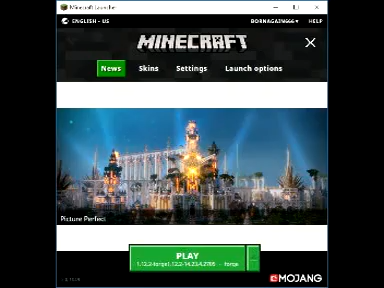 Minecraft Launcher
ENGLISH - US
BORNAGAIN666
HELP
MINECRAFT
News
Skins
Settings
Launch options
Picture Perfect
PLAY
MOJANG